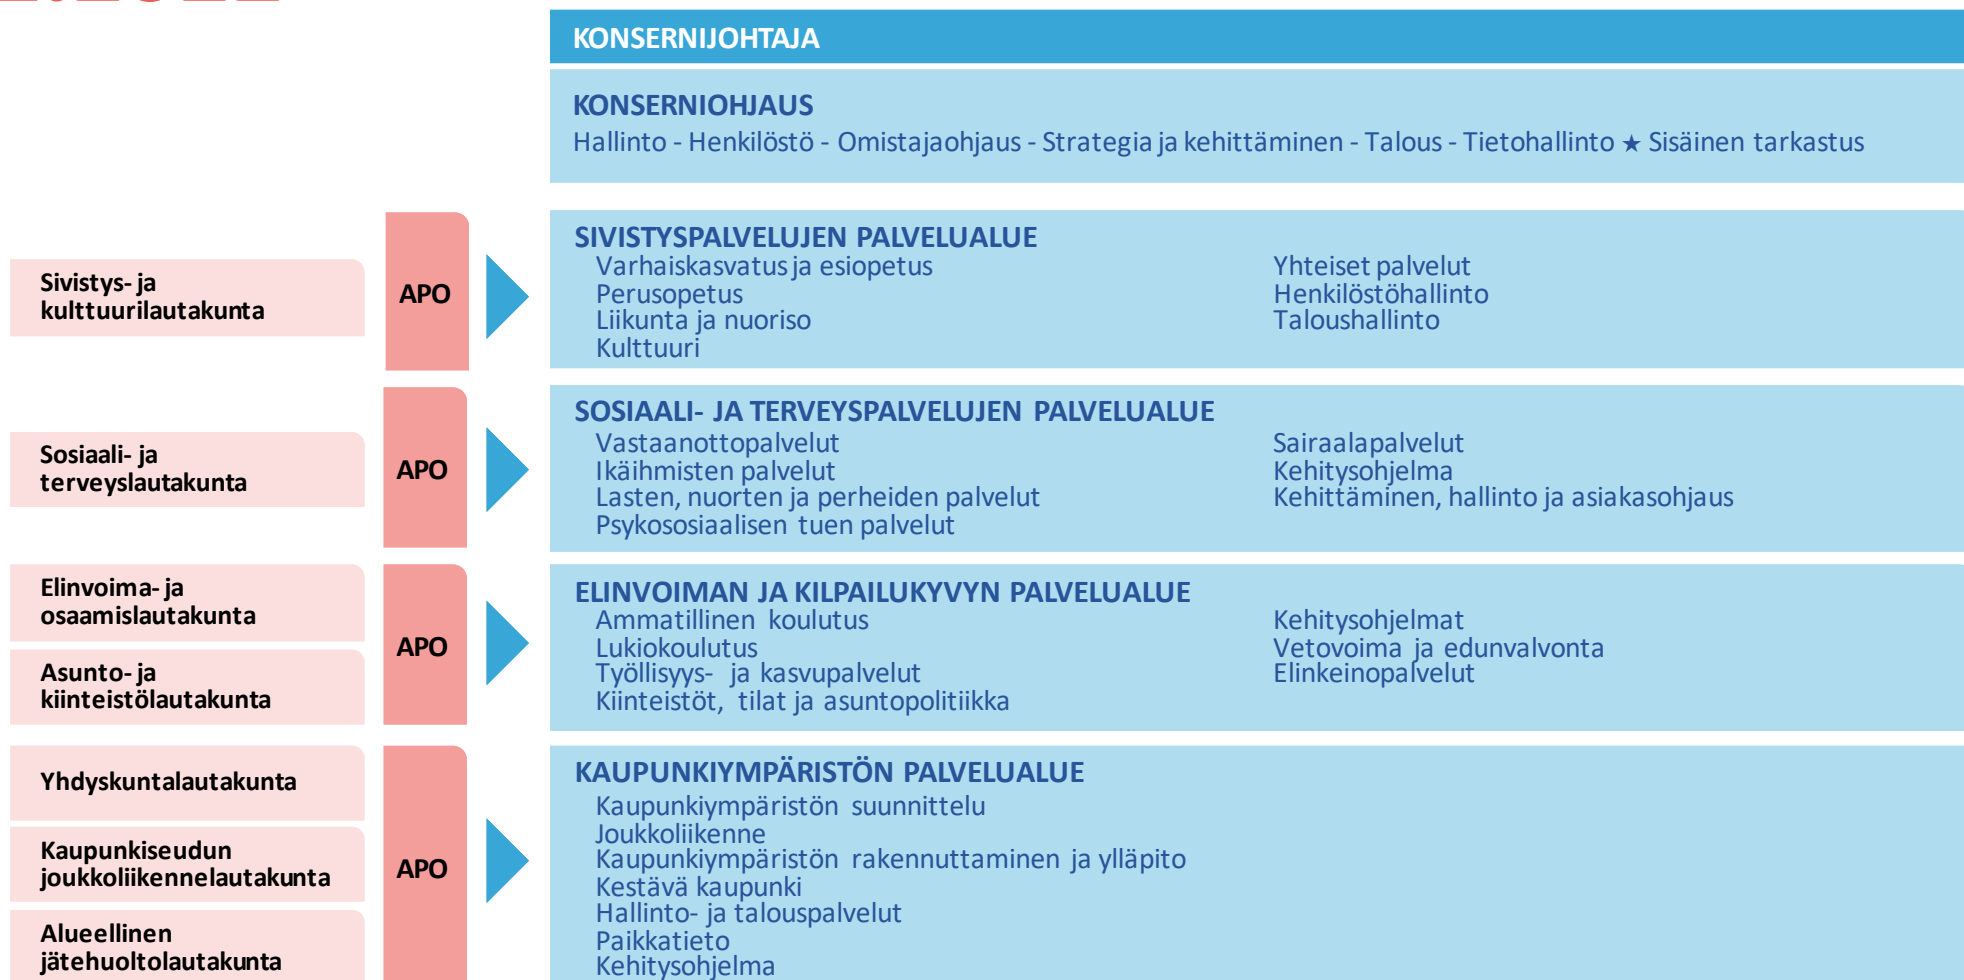 KONSERNIJOHTAJA
KONSERNIOHJAUS
Hallinto - Henkilöstö - Omistajaohjaus - Strategia ja kehittäminen - Talous - Tietohallinto ★ Sisäinen tarkastus
Sivistys- ja
kulttuurilautakunta
APO
SIVISTYSPALVELUJEN PALVELUALUE
Varhaiskasvatus ja esiopetus
Perusopetus
Liikunta ja nuoriso
Kulttuuri
Yhteiset palvelut
Henkilöstöhallinto
Taloushallinto
Sosiaali- ja
terveyslautakunta
APO
SOSIAALI- JA TERVEYSPALVELUJEN PALVELUALUE
Vastaanottopalvelut
Ikäihmisten palvelut
Lasten, nuorten ja perheiden palvelut
Psykososiaalisen tuen palvelut
Sairaalapalvelut
Kehitysohjelma
Kehittäminen, hallinto ja asiakasohjaus
Elinvoima- ja
osaamislautakunta
Asunto- ja
kiinteistölautakunta
APO
ELINVOIMAN JA KILPAILUKYVYN PALVELUALUE
Ammatillinen koulutus
Lukiokoulutus
Työllisyys- ja kasvupalvelut
Kiinteistöt, tilat ja asuntopolitiikka
Kehitysohjelmat
Vetovoima ja edunvalvonta
Elinkeinopalvelut
Yhdyskuntalautakunta
Kaupunkiseudun
joukkoliikennelautakunta
Alueellinen
jätehuoltolautakunta
APO
KAUPUNKIYMPÄRISTÖN PALVELUALUE
Kaupunkiympäristön suunnittelu
Joukkoliikenne
Kaupunkiympäristön rakennuttaminen ja ylläpito
Kestävä kaupunki
Hallinto- ja talouspalvelut
Paikkatieto
Kehitysohjelma